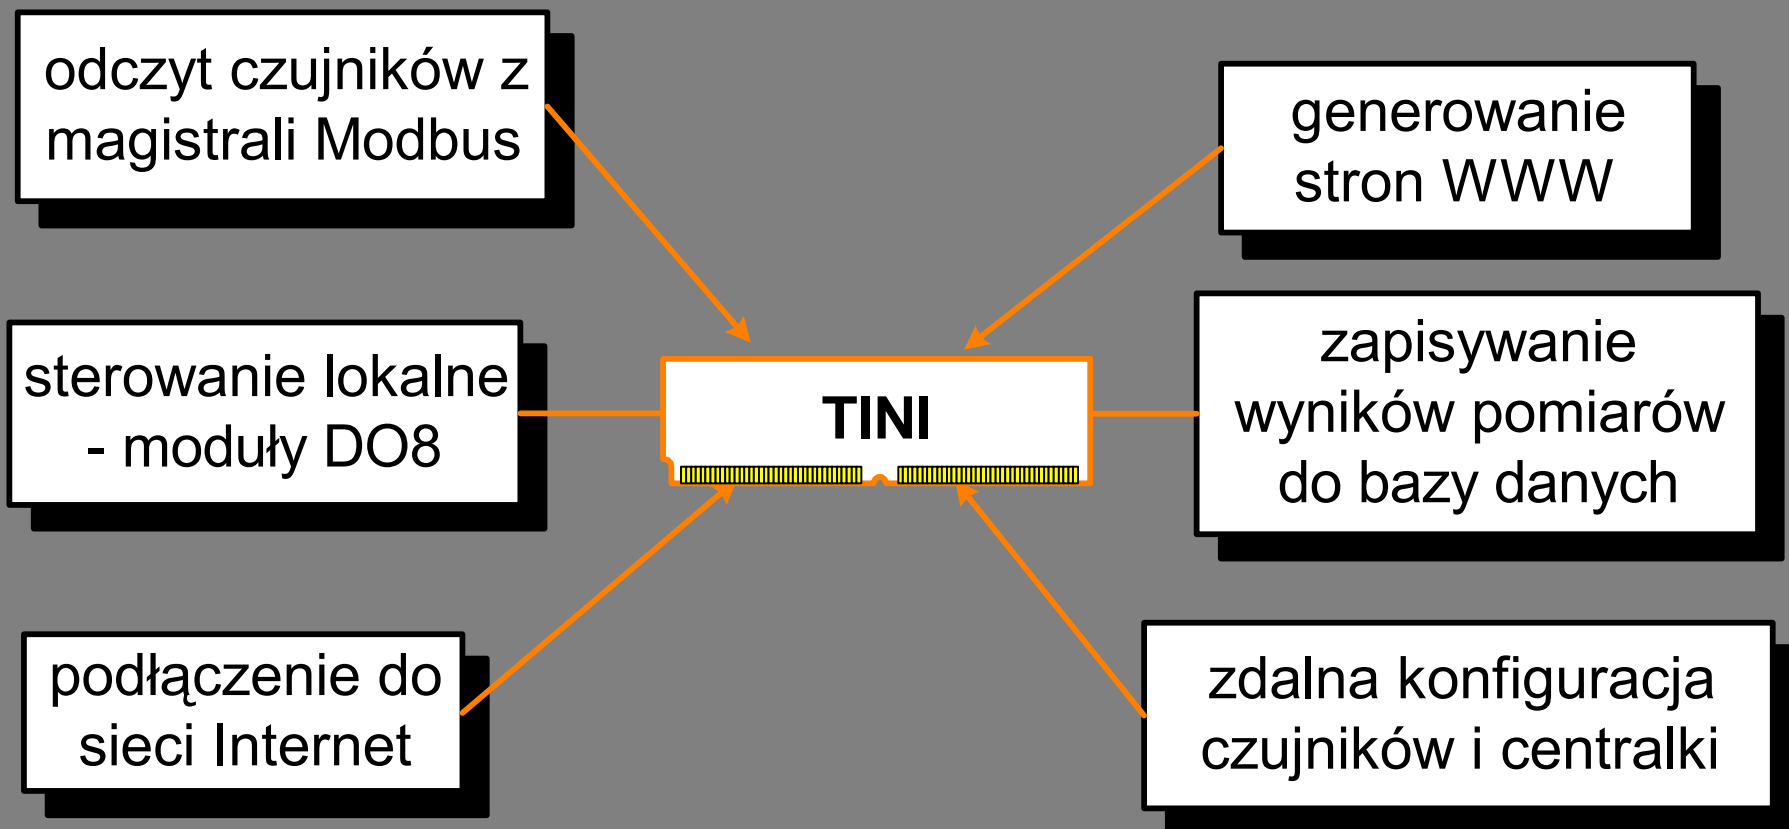 odczyt czujników z
magistrali Modbus
generowanie
stron WWW
sterowanie lokalne
- moduły DO8
TINI
zapisywanie
wyników pomiarów
do bazy danych
podłączenie do
sieci Internet
zdalna konfiguracja
czujników i centralki